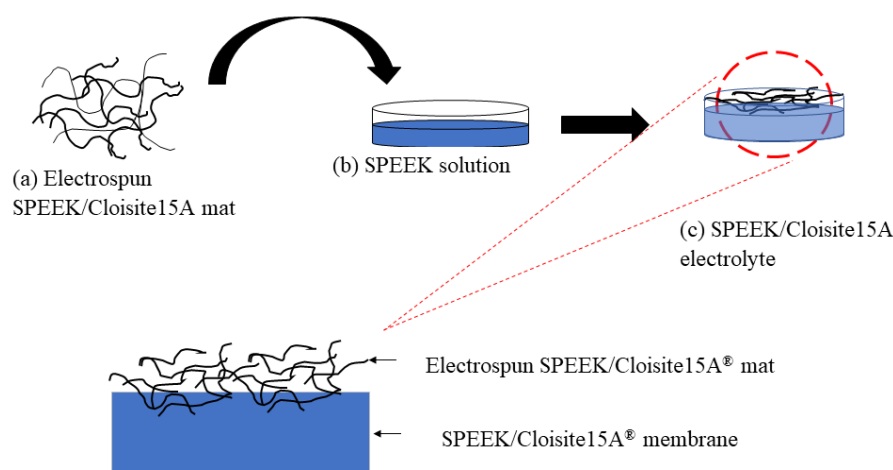 (a) Electrospun
SPEEK/Cloisite15A mat
(b) SPEEK solution
(c) SPEEK/Cloisite15A
electrolyte
Electrospun SPEEK/Cloisite15A® mat
SPEEK/Cloisite15A® membrane